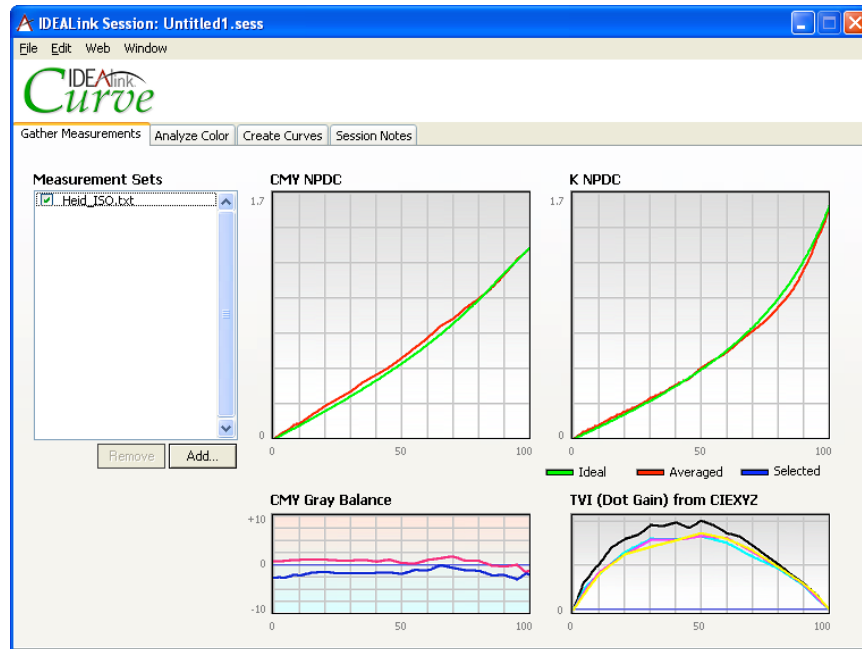 IDEALink Session: Untitled1.sess
File Edit Web Window
IDEAlink
Curve
Gather Measurements Analyze Color Create Curves Session Notes
Measurement Sets
Heid_ISO.txt
Remove Add...
CMY NPDC
1.7
0
0 50 100
K NPDC
1.7
0
0 50 100
Ideal Averaged Selected
CMY Gray Balance
+10
0
-10
0 50 100
TVI (Dot Gain) from CIEXYZ
0
0 50 100